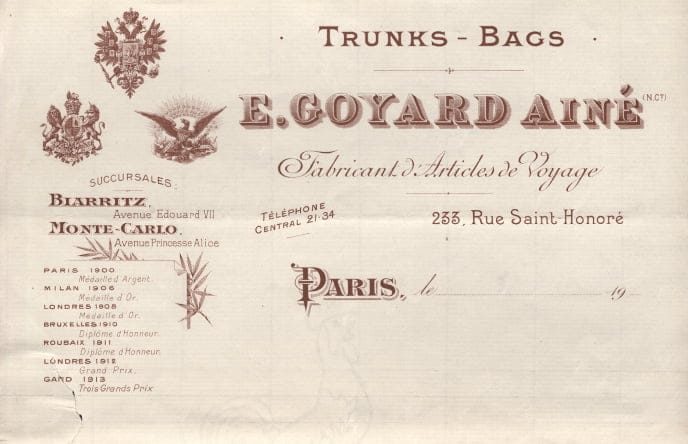 TRUNKS - BAGS
E. GOYARD AINÉ (N.Cᵗ)
Fabricant d'Articles de Voyage
233, Rue Saint-Honoré
TÉLÉPHONE
CENTRAL 21-34
SUCCURSALES:
BIARRITZ,
Avenue Edouard VII
MONTE-CARLO,
Avenue Princesse Alice
PARIS 1900
Médaille d'Argent.
MILAN 1906
Médaille d'Or.
LONDRES 1908
Médaille d'Or.
BRUXELLES 1910
Diplôme d'Honneur.
ROUBAIX 1911
Diplôme d'Honneur.
LONDRES 1912
Grand Prix.
GAND 1913
Trois Grands Prix
PARIS, le 19